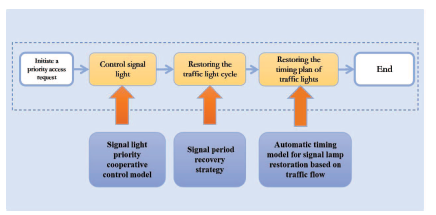 Initiate a
priority access
request
Control signal
light
Restoring the
traffic light cycle
Restoring the
timing plan of
traffic lights
End
Signal light
priority
cooperative
control model
Signal period
recovery
strategy
Automatic timing
model for signal lamp
restoration based on
traffic flow